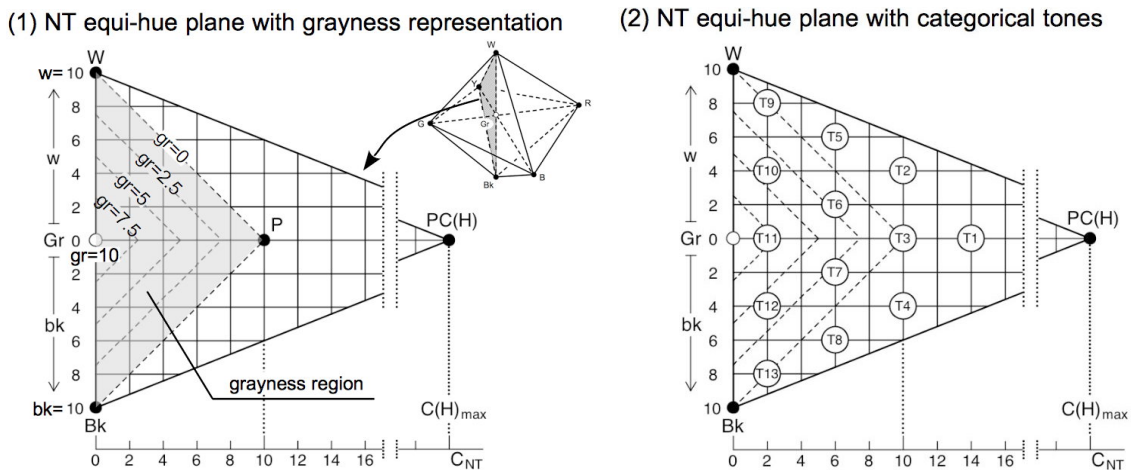 (1) NT equi-hue plane with grayness representation
W
w= 10
8
6
4
2
Gr 0
2
4
6
8
bk= 10
Bk
w
bk
gr=0
gr=2.5
gr=5
gr=7.5
gr=10
P
PC(H)
grayness region
C(H)max
0 2 4 6 8 10 12 14 16
CNT
W
Y
R
G
Gr
B
Bk
(2) NT equi-hue plane with categorical tones
W
10
8
6
4
2
Gr 0
2
4
6
8
10
Bk
w
bk
T9
T5
T10
T2
T6
T11
T3
T1
T7
T12
T4
T8
T13
PC(H)
C(H)max
0 2 4 6 8 10 12 14 16
CNT